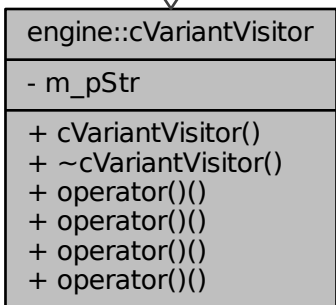 engine::cVariantVisitor
- m_pStr
+ cVariantVisitor()
+ ~cVariantVisitor()
+ operator()()
+ operator()()
+ operator()()
+ operator()()